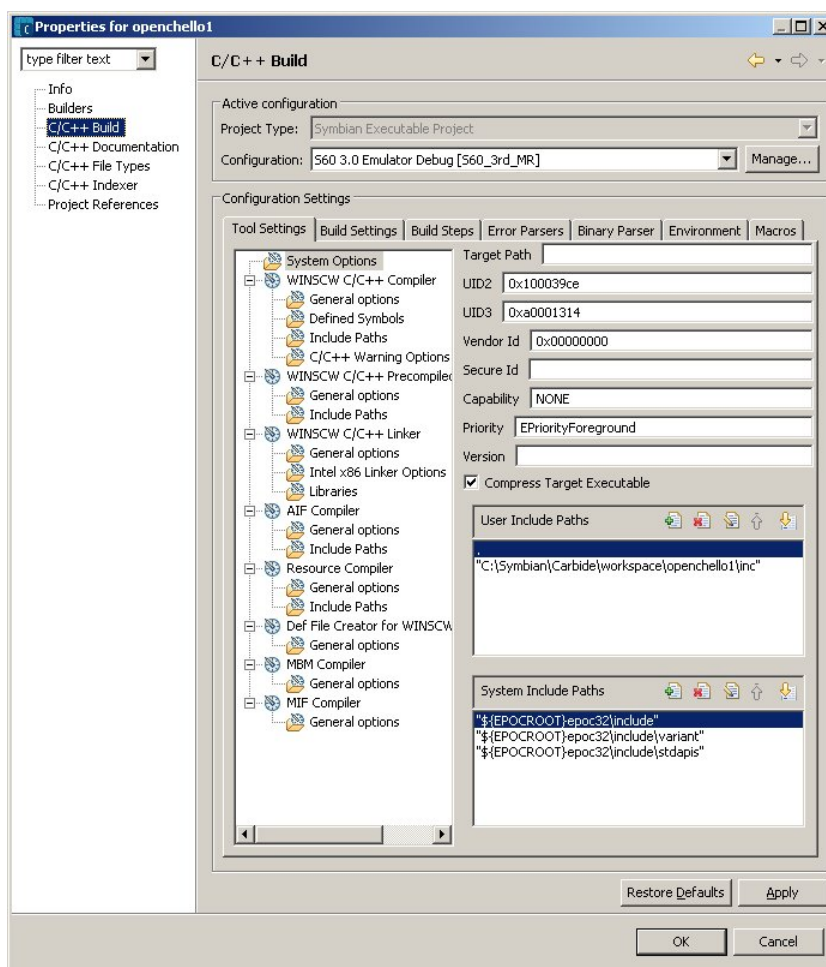 Properties for openchello1
type filter text
C/C++ Build
Info
Builders
C/C++ Build
C/C++ Documentation
C/C++ File Types
C/C++ Indexer
Project References
Active configuration
Project Type: Symbian Executable Project
Configuration: S60 3.0 Emulator Debug [S60_3rd_MR] Manage...
Configuration Settings
Tool Settings Build Settings Build Steps Error Parsers Binary Parser Environment Macros
System Options
WINSCW C/C++ Compiler
General options
Defined Symbols
Include Paths
C/C++ Warning Options
WINSCW C/C++ Precompiled
General options
Include Paths
WINSCW C/C++ Linker
General options
Intel x86 Linker Options
Libraries
AIF Compiler
General options
Include Paths
Resource Compiler
General options
Include Paths
Def File Creator for WINSCW
General options
MBM Compiler
General options
MIF Compiler
General options
Target Path
UID2 0x100039ce
UID3 0xa0001314
Vendor Id 0x00000000
Secure Id
Capability NONE
Priority EPriorityForeground
Version
Compress Target Executable
User Include Paths
.
"C:\Symbian\Carbide\workspace\openchello1\inc"
System Include Paths
"${EPOCROOT}epoc32\include"
"${EPOCROOT}epoc32\include\variant"
"${EPOCROOT}epoc32\include\stdapis"
Restore Defaults Apply
OK Cancel